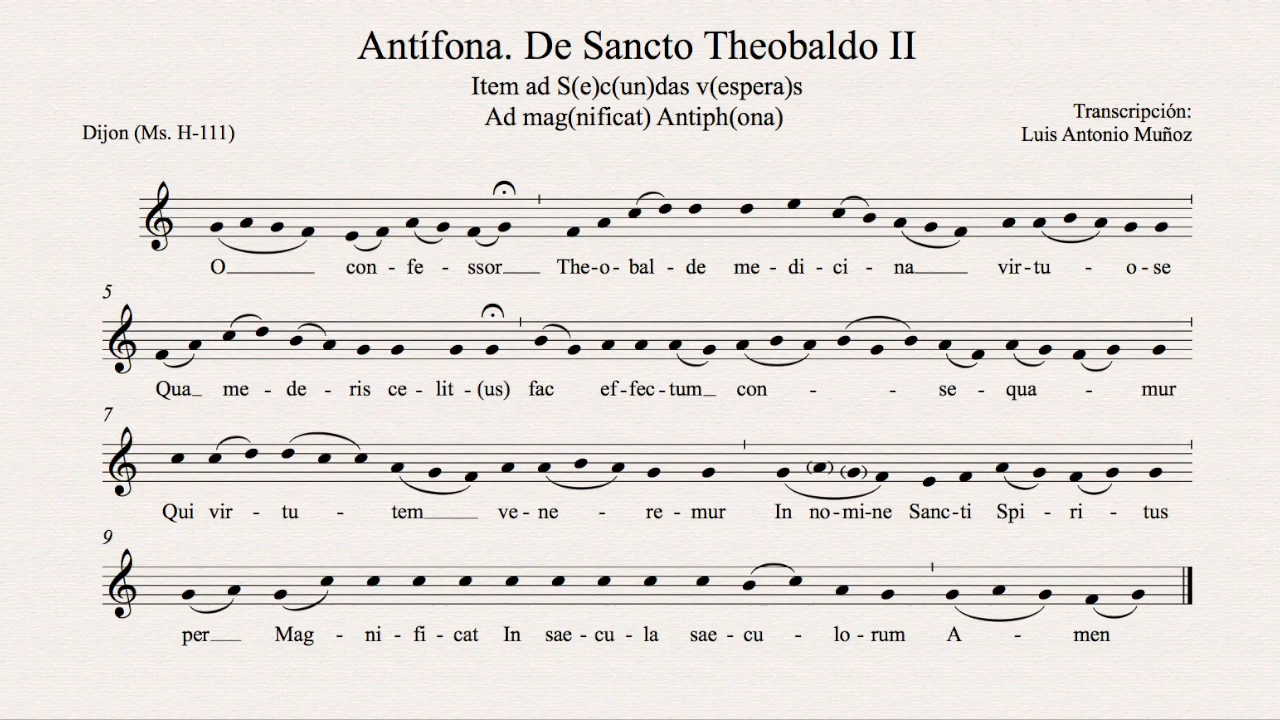 Antífona. De Sancto Theobaldo II
Item ad S(e)c(un)das v(espera)s
Ad mag(nificat) Antiph(ona)
Dijon (Ms. H-111)
Transcripción:
Luis Antonio Muñoz
O con - fe - ssor The-o- bal - de me - di - ci - na vir-tu - o - se
5
Qua me - de - ris ce - lit - (us) fac ef-fec-tum con - - se - qua - mur
7
Qui vir - tu - tem ve - ne - re - mur In no-mi-ne Sanc-ti Spi - ri - tus
9
per Mag - ni - fi - cat In sae - cu - la sae - cu - lo - rum A - men